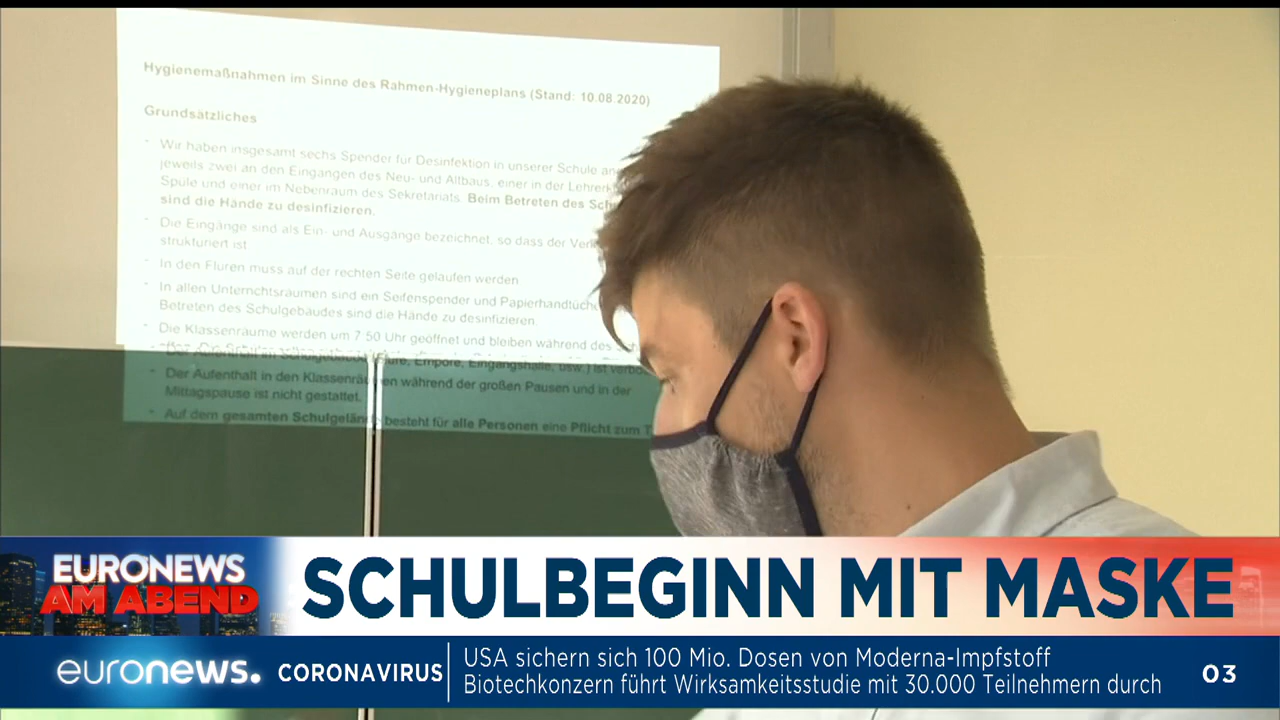 Hygienemaßnahmen im Sinne des Rahmen-Hygieneplans (Stand: 10.08.2020)
Grundsätzliches
- Wir haben insgesamt sechs Spender für Desinfektion in unserer Schule
jeweils zwei an den Eingängen des Neu- und Altbaus, einer in der
Spüle und einer im Nebenraum des Sekretariats. Beim Betreten des
sind die Hände zu desinfizieren.
- Die Eingänge sind als Ein- und Ausgänge bezeichnet, so dass der
strukturiert ist
- In den Fluren muss auf der rechten Seite gelaufen werden
- In allen Unterrichtsräumen sind ein Seifenspender und
Betreten des Schulgebäudes sind die Hände zu desinfizieren.
- Die Klassenräume werden um 7 50 Uhr geöffnet und bleiben während des
Empore, Eingangshalle, usw.) ist
- Der Aufenthalt in den während der großen Pausen und in der
Mittagspause ist nicht gestattet.
- Auf dem gesamten besteht für alle Personen eine Pflicht zum
EURONEWS
AM ABEND
SCHULBEGINN MIT MASKE
euronews.
CORONAVIRUS
USA sichern sich 100 Mio. Dosen von Moderna-Impfstoff
Biotechkonzern führt Wirksamkeitsstudie mit 30.000 Teilnehmern durch
03